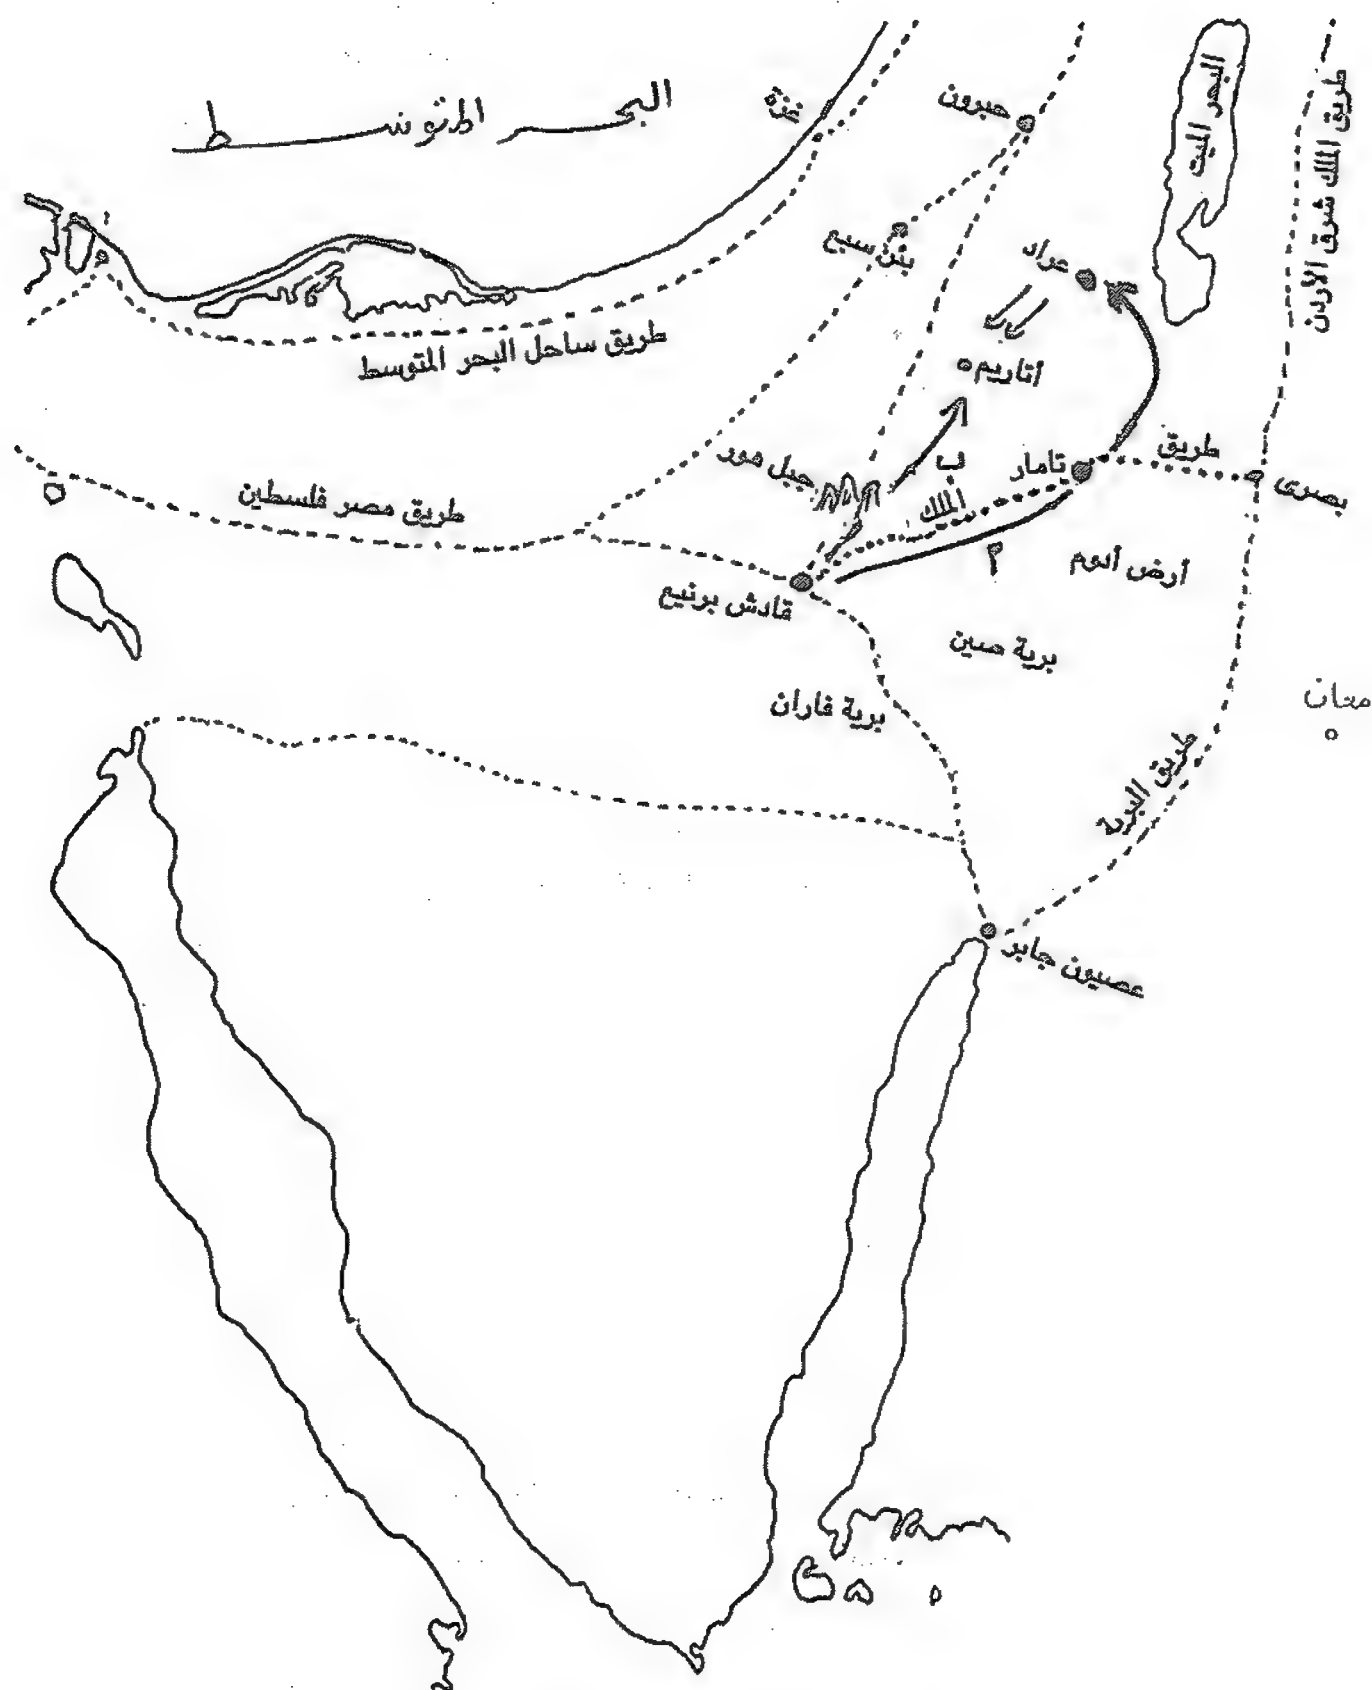 البحر المتوسط
غزة
حبرون
البحر الميت
طريق الملك شرق الأردن
بئر سبع
عراد
ب
طريق ساحل البحر المتوسط
أتاريم
طريق مصر فلسطين
جبل هور
ب
تامار
طريق
بصرى
الملك
أ
قادش برنيع
أرض أدوم
برية صين
برية فاران
معان
طريق البرية
عصيون جابر